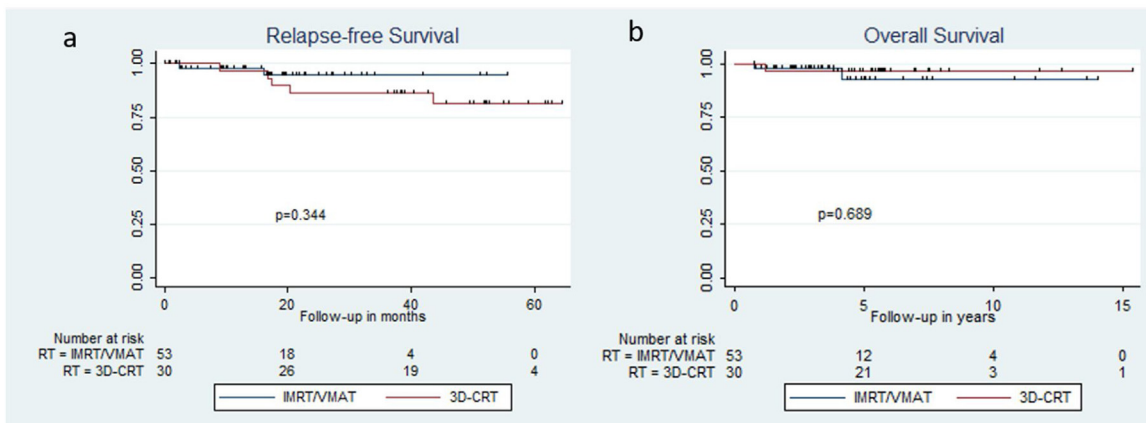 a
Relapse-free Survival
1.00
0.75
0.50
0.25
0.00
p=0.344
0 20 40 60
Follow-up in months
Number at risk
RT = IMRT/VMAT 53 18 4 0
RT = 3D-CRT 30 26 19 4
IMRT/VMAT 3D-CRT
b
Overall Survival
1.00
0.75
0.50
0.25
0.00
p=0.689
0 5 10 15
Follow-up in years
Number at risk
RT = IMRT/VMAT 53 12 4 0
RT = 3D-CRT 30 21 3 1
IMRT/VMAT 3D-CRT